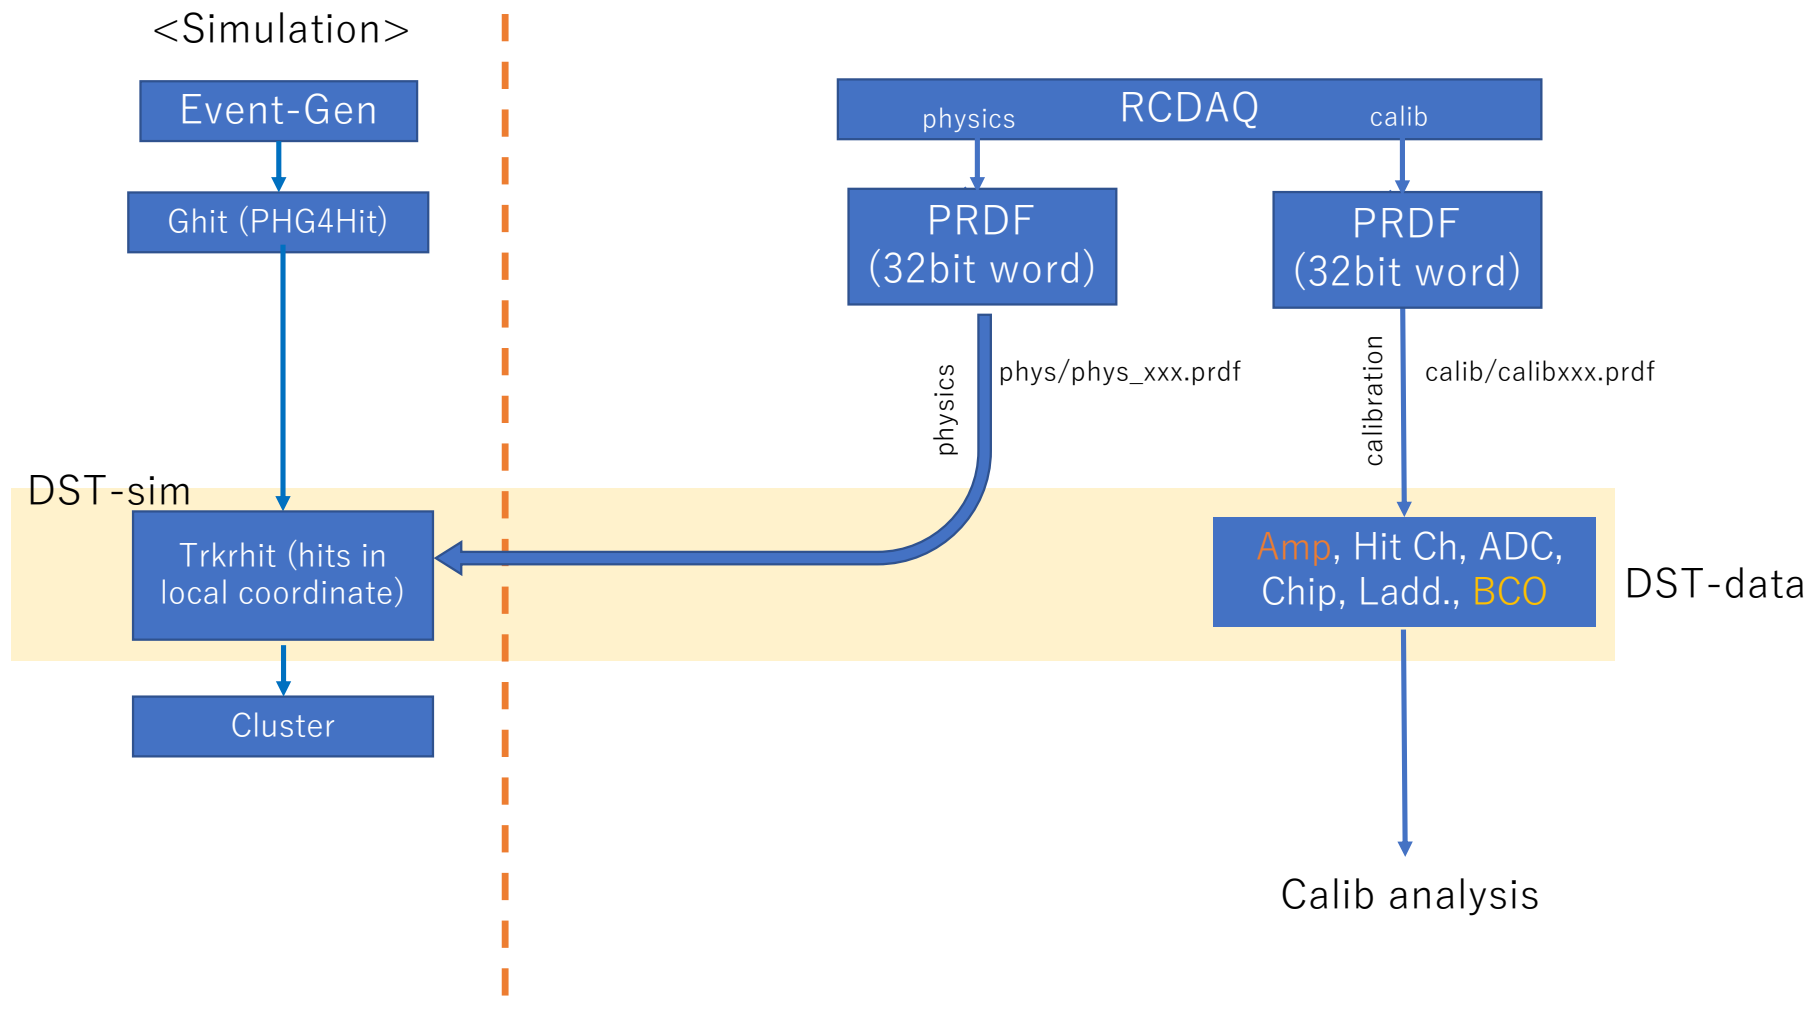 <Simulation>
Event-Gen
Ghit (PHG4Hit)
DST-sim
Trkrhit (hits in
local coordinate)
Cluster
RCDAQ
physics
calib
PRDF
(32bit word)
PRDF
(32bit word)
physics
phys/phys_xxx.prdf
calibration
calib/calibxxx.prdf
Amp, Hit Ch, ADC,
Chip, Ladd., BCO
DST-data
Calib analysis